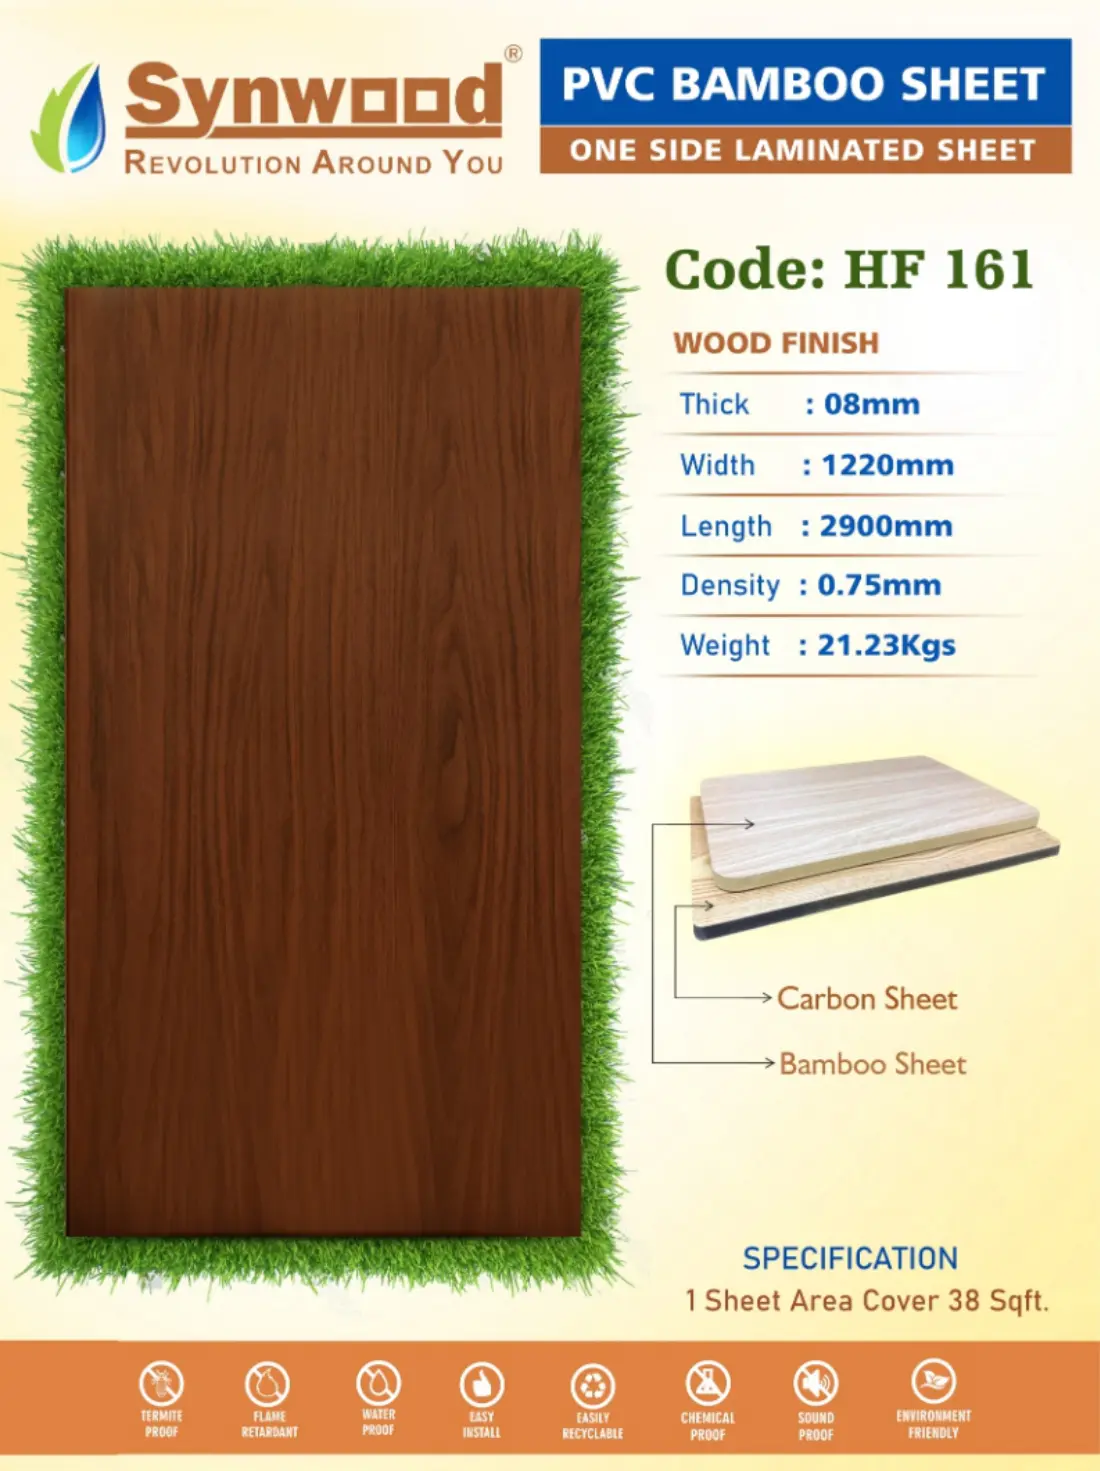 Synwood®
REVOLUTION AROUND YOU
PVC BAMBOO SHEET
ONE SIDE LAMINATED SHEET
Code: HF 161
WOOD FINISH
Thick : 08mm
Width : 1220mm
Length : 2900mm
Density : 0.75mm
Weight : 21.23Kgs
Carbon Sheet
Bamboo Sheet
SPECIFICATION
1 Sheet Area Cover 38 Sqft.
TERMITE
PROOF
FLAME
RETARDANT
WATER
PROOF
EASY
INSTALL
EASILY
RECYCLABLE
CHEMICAL
PROOF
SOUND
PROOF
ENVIRONMENT
FRIENDLY